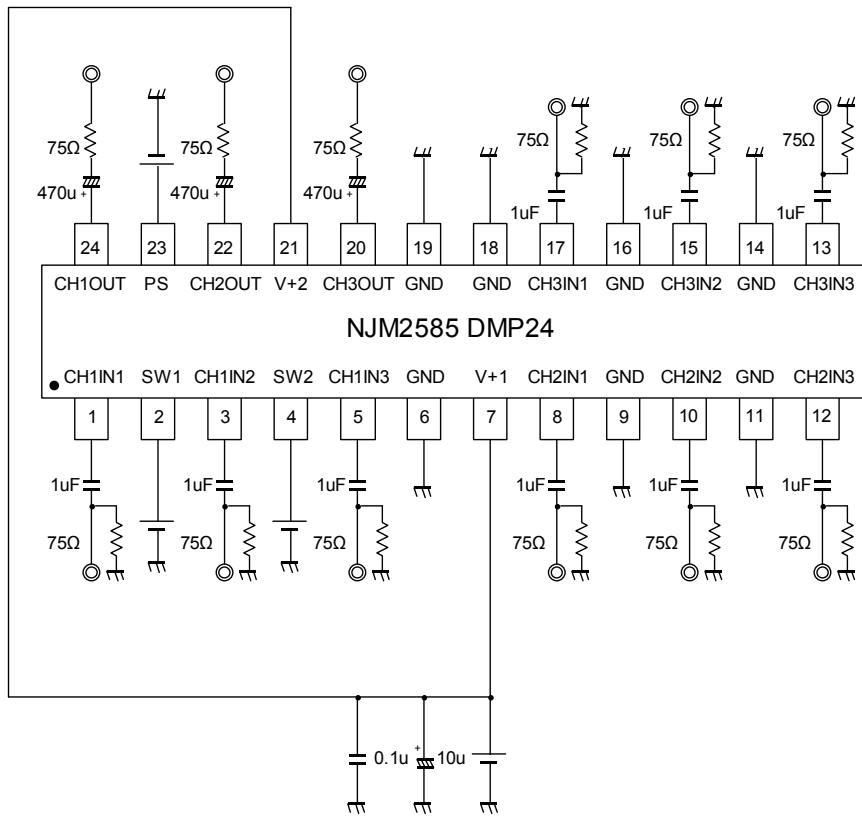 75Ω 75Ω 75Ω 75Ω 75Ω 75Ω
470u + 470u + 470u + 1uF 1uF 1uF
24 23 22 21 20 19 18 17 16 15 14 13
CH1OUT PS CH2OUT V+2 CH3OUT GND GND CH3IN1 GND CH3IN2 GND CH3IN3
NJM2585 DMP24
CH1IN1 SW1 CH1IN2 SW2 CH1IN3 GND V+1 CH2IN1 GND CH2IN2 GND CH2IN3
1 2 3 4 5 6 7 8 9 10 11 12
1uF 1uF 1uF 1uF 1uF 1uF
75Ω 75Ω 75Ω 75Ω 75Ω 75Ω
0.1u + 10u